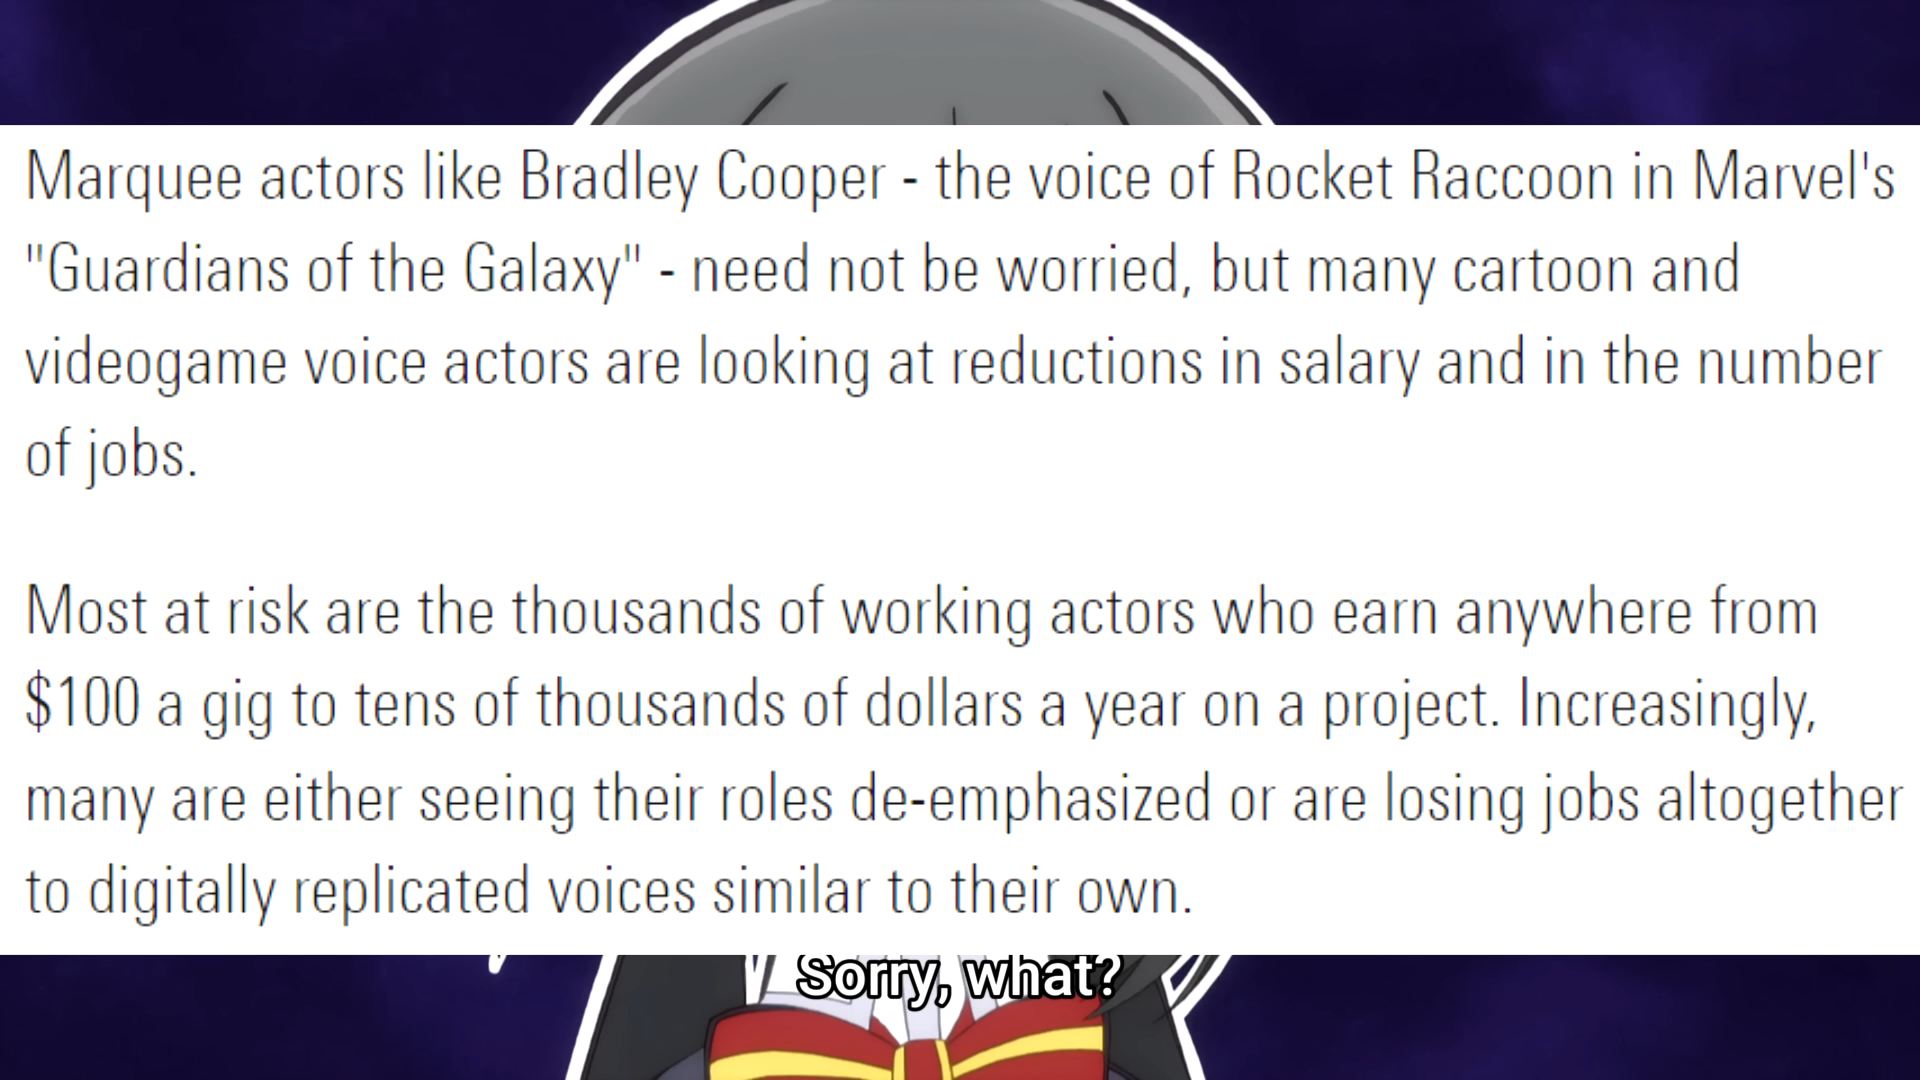 Marquee actors like Bradley Cooper - the voice of Rocket Raccoon in Marvel's
"Guardians of the Galaxy" - need not be worried, but many cartoon and
videogame voice actors are looking at reductions in salary and in the number
of jobs.
Most at risk are the thousands of working actors who earn anywhere from
$100 a gig to tens of thousands of dollars a year on a project. Increasingly,
many are either seeing their roles de-emphasized or are losing jobs altogether
to digitally replicated voices similar to their own.
Sorry, what?